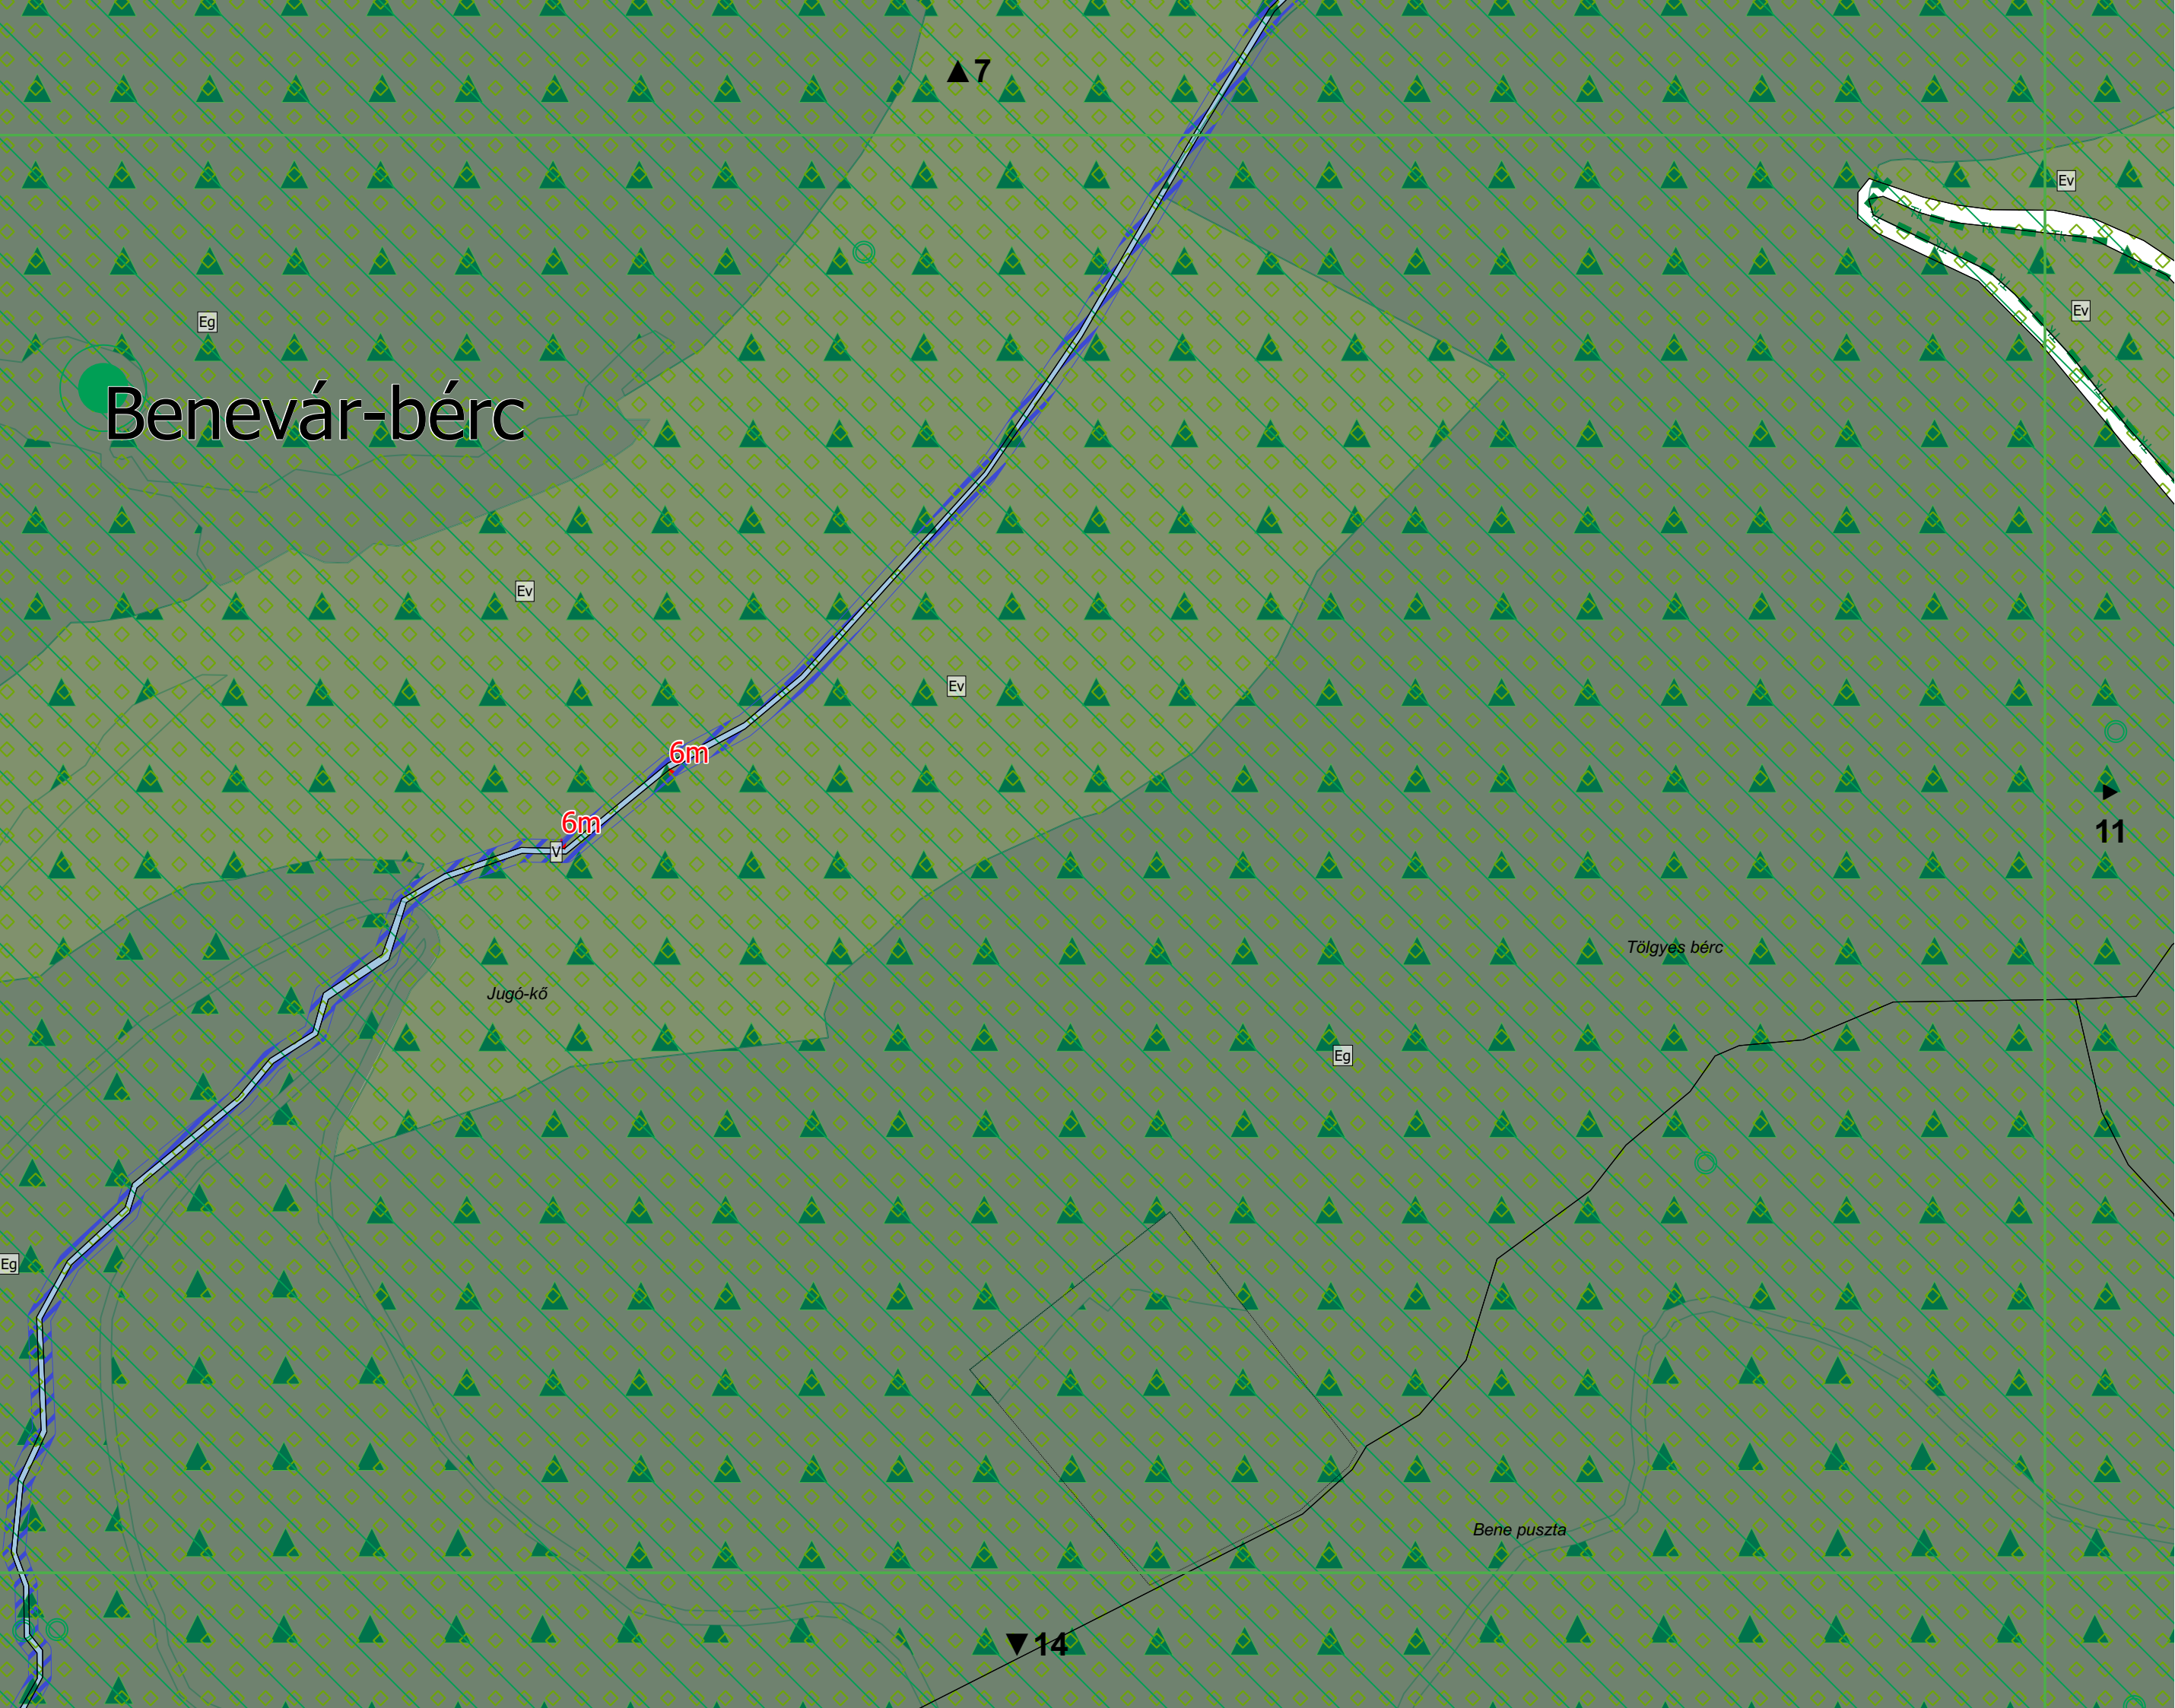 ▲7
Ev
Ev
Eg
Benevár-bérc
Ev
Ev
6m
6m
V
11
Tölgyes bérc
Jugó-kő
Eg
Eg
Bene puszta
▼14